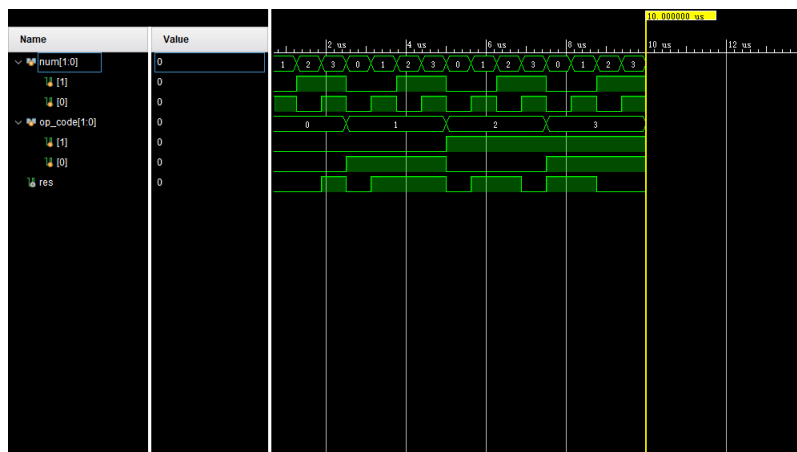 10.000000 us
Name Value
2 us 4 us 6 us 8 us 10 us 12 us
num[1:0] 0 1 2 3 0 1 2 3 0 1 2 3 0 1 2 3
[1] 0
[0] 0
op_code[1:0] 0 0 1 2 3
[1] 0
[0] 0
res 0